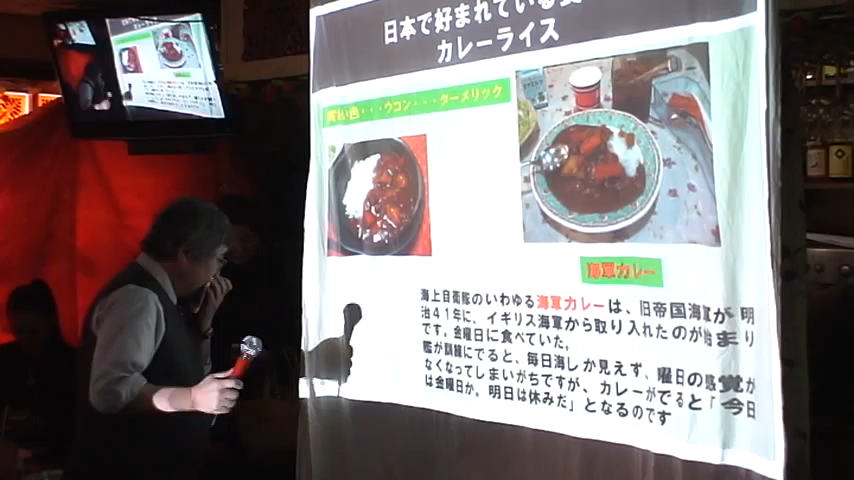 日本で好まれている
カレーライス
黄い色・・・ウコン・・・ターメリック
海軍カレー
海上自衛隊のいわゆる海軍カレーは、旧帝国海軍が明
治41年に、イギリス海軍から取り入れたのが始まり
です。金曜日に食べていた。
艦が訓練にでると、毎日海しか見えず、曜日の感覚が
なくなってしまいがちですが、カレーがでると「今日
は金曜日か。明日は休みだ」となるのです